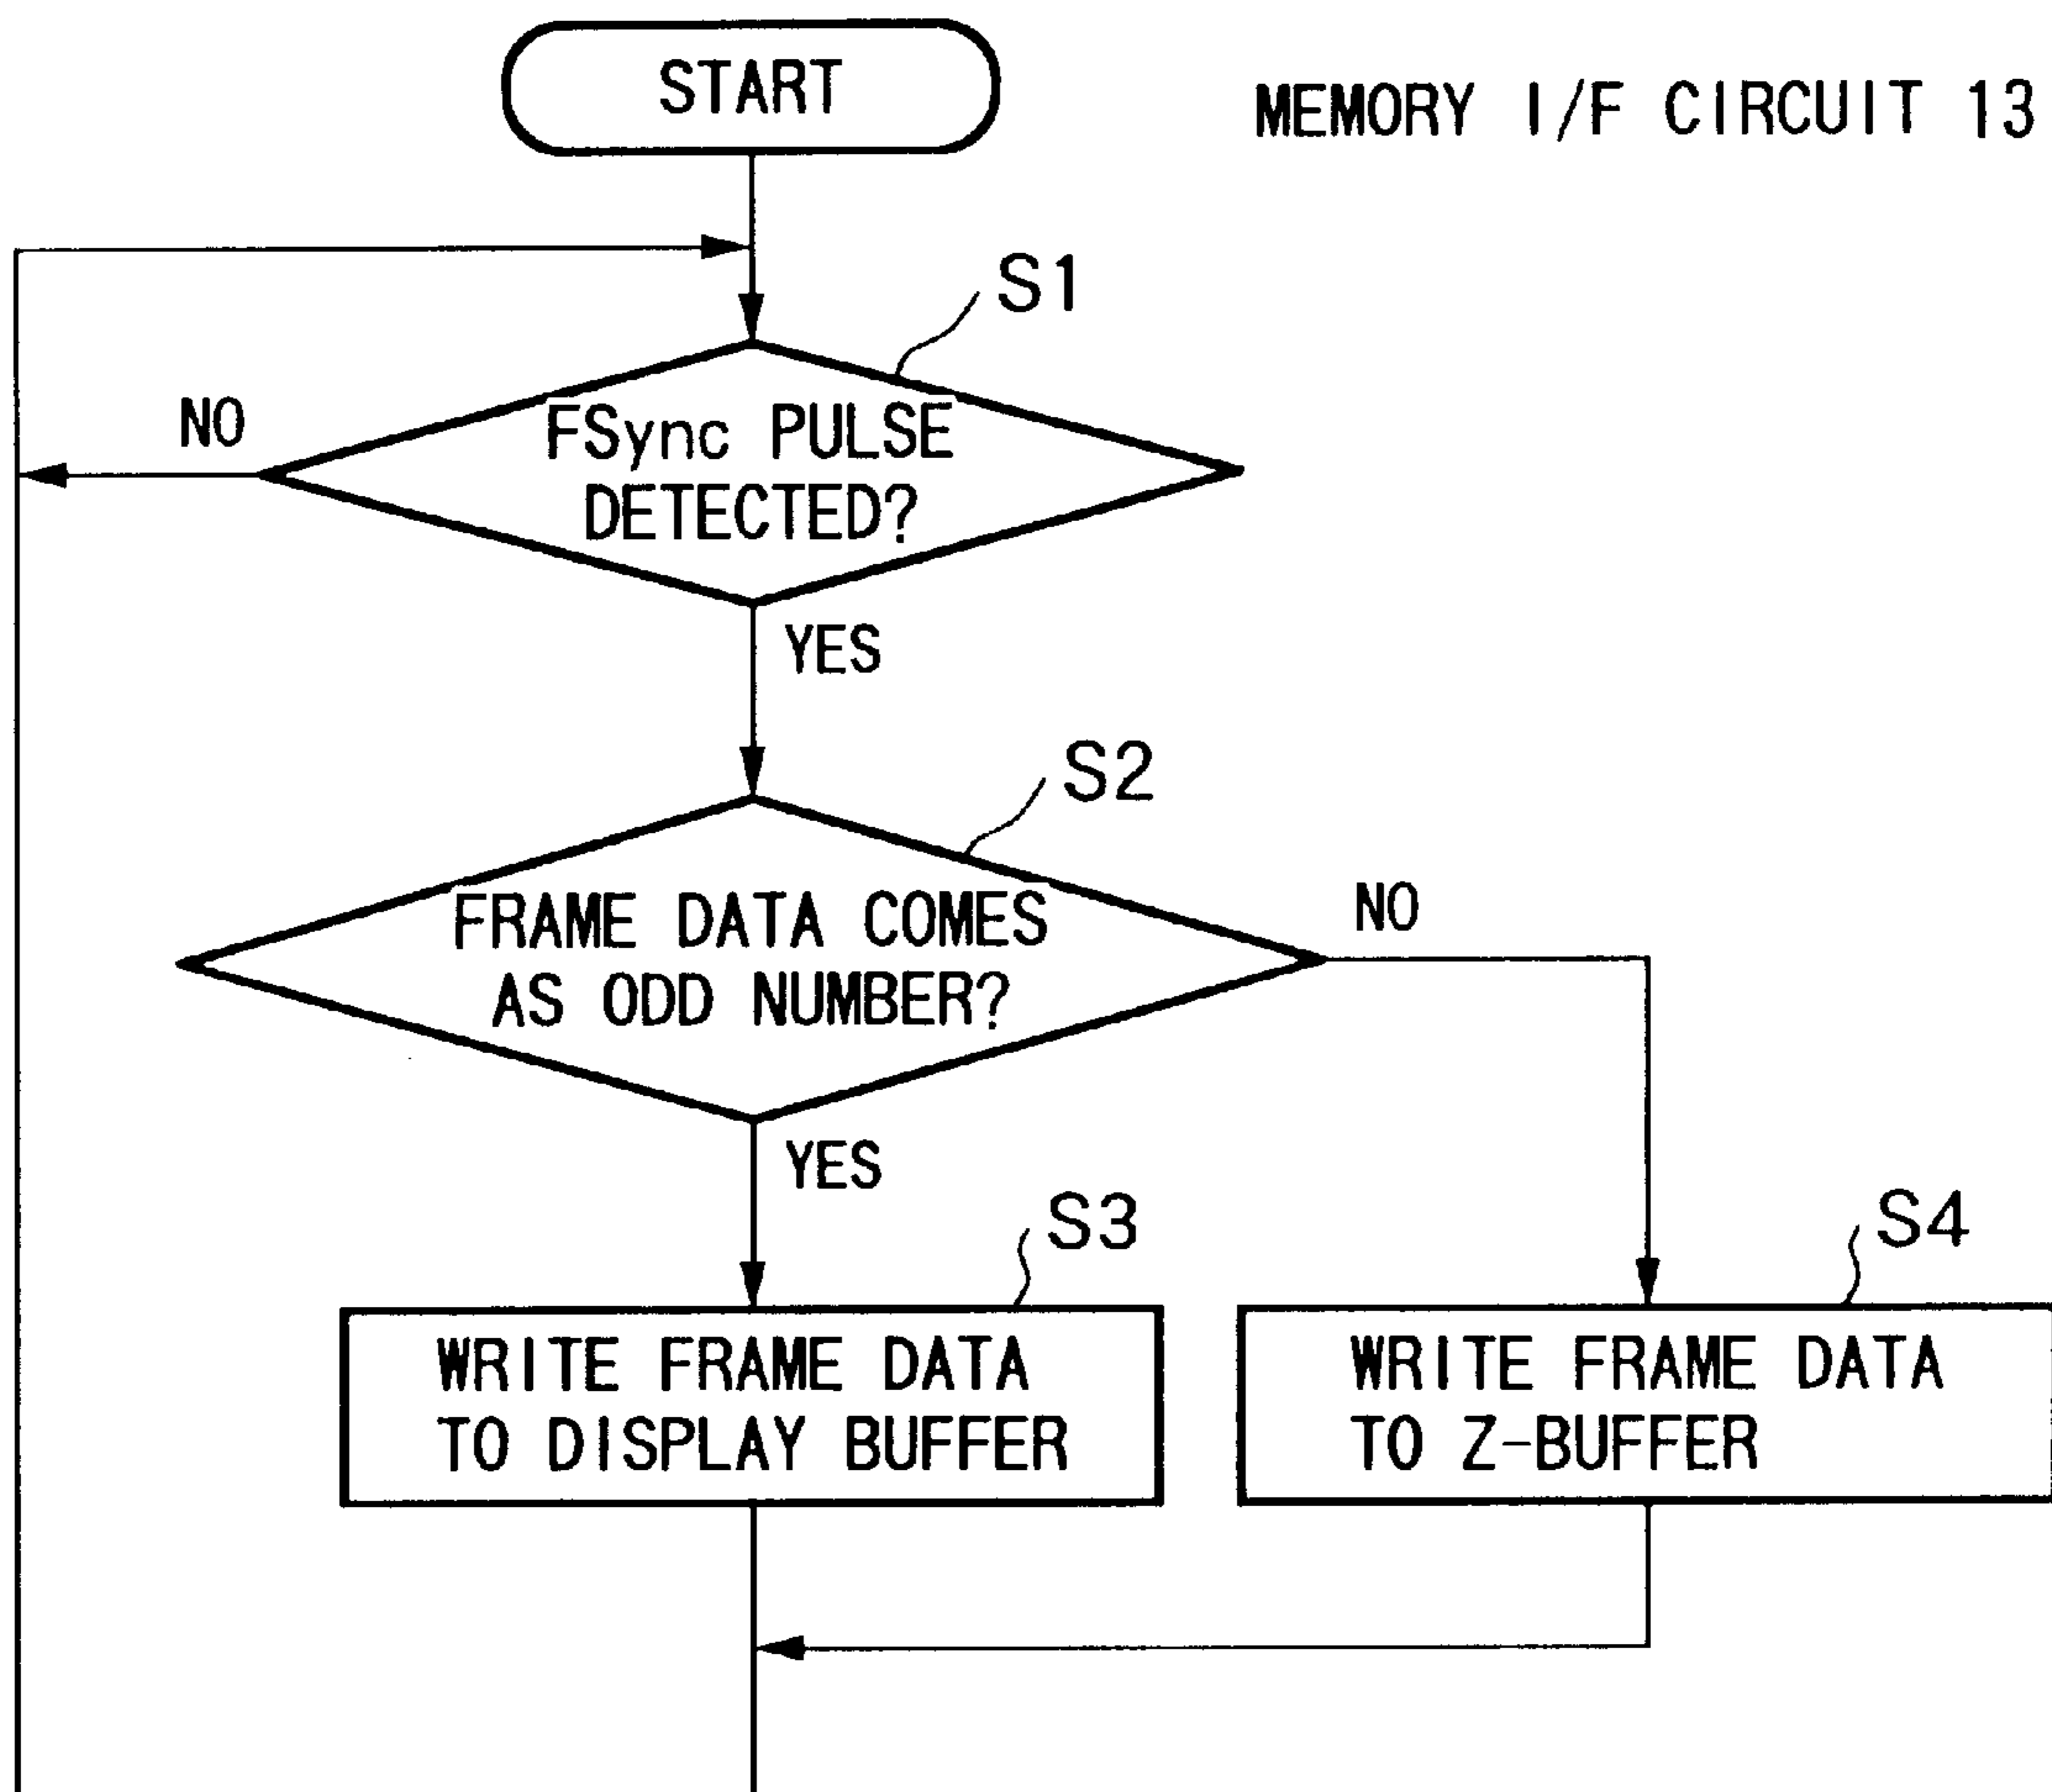 START
MEMORY I/F CIRCUIT 13
S1
NO
FSync PULSE
DETECTED?
YES
S2
FRAME DATA COMES
AS ODD NUMBER?
NO
YES
S3
S4
WRITE FRAME DATA
TO DISPLAY BUFFER
WRITE FRAME DATA
TO Z-BUFFER